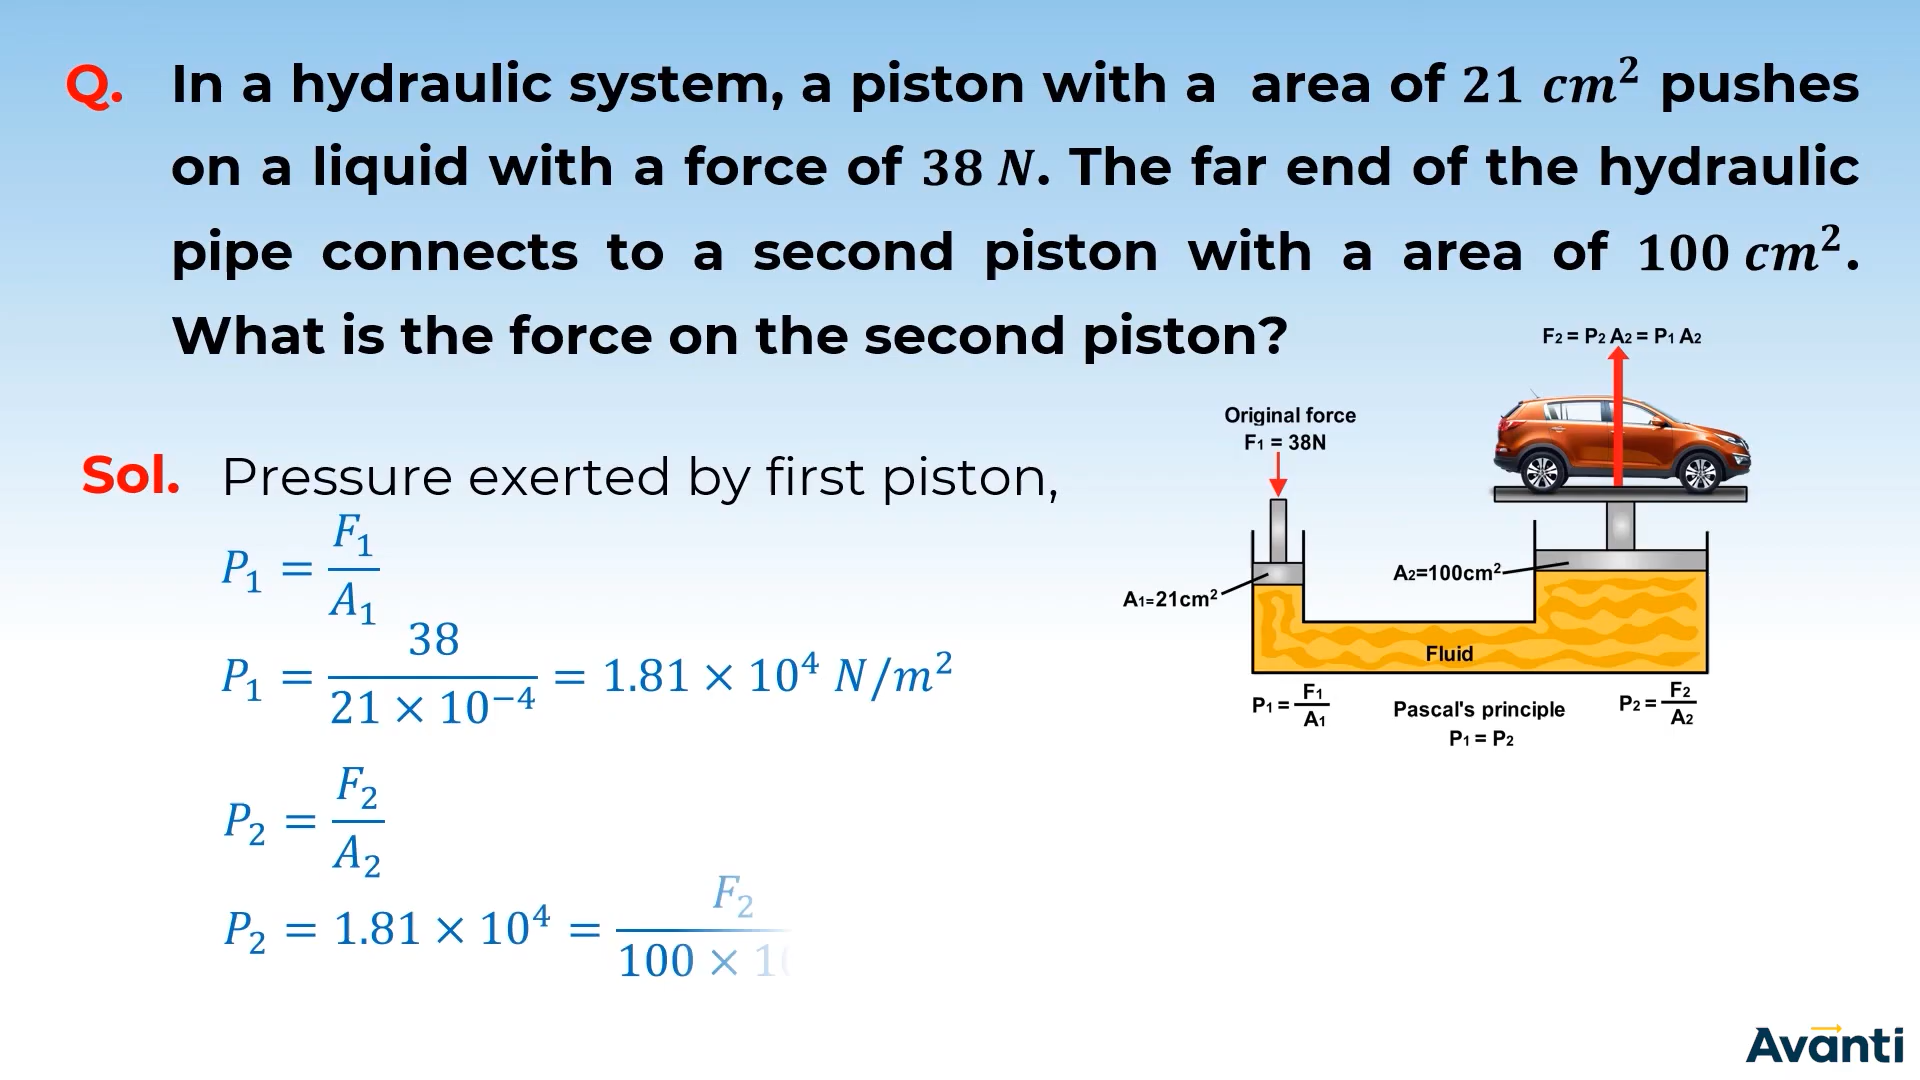 Q. In a hydraulic system, a piston with a area of 21 cm² pushes
on a liquid with a force of 38 N. The far end of the hydraulic
pipe connects to a second piston with a area of 100 cm².
What is the force on the second piston?
F₂ = P₂ A₂ = P₁ A₂
Original force
F₁ = 38N
Sol. Pressure exerted by first piston,
P₁ = F₁ / A₁
A₂=100cm²
A₁=21cm²
P₁ = 38 / 21 × 10⁻⁴ = 1.81 × 10⁴ N/m²
Fluid
P₁ = F₁ / A₁
Pascal's principle
P₁ = P₂
P₂ = F₂ / A₂
P₂ = F₂ / A₂
P₂ = 1.81 × 10⁴ = F₂ / 100 ×
Avanti